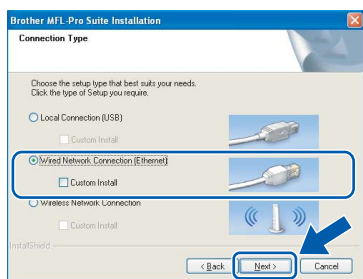 Brother MFL-Pro Suite Installation
Connection Type
Choose the setup type that best suits your needs.
Click the type of Setup you require.
Local Connection (USB)
Custom Install
Wired Network Connection (Ethernet)
Custom Install
Wireless Network Connection
Custom Install
InstallShield
< Back
Next >
Cancel